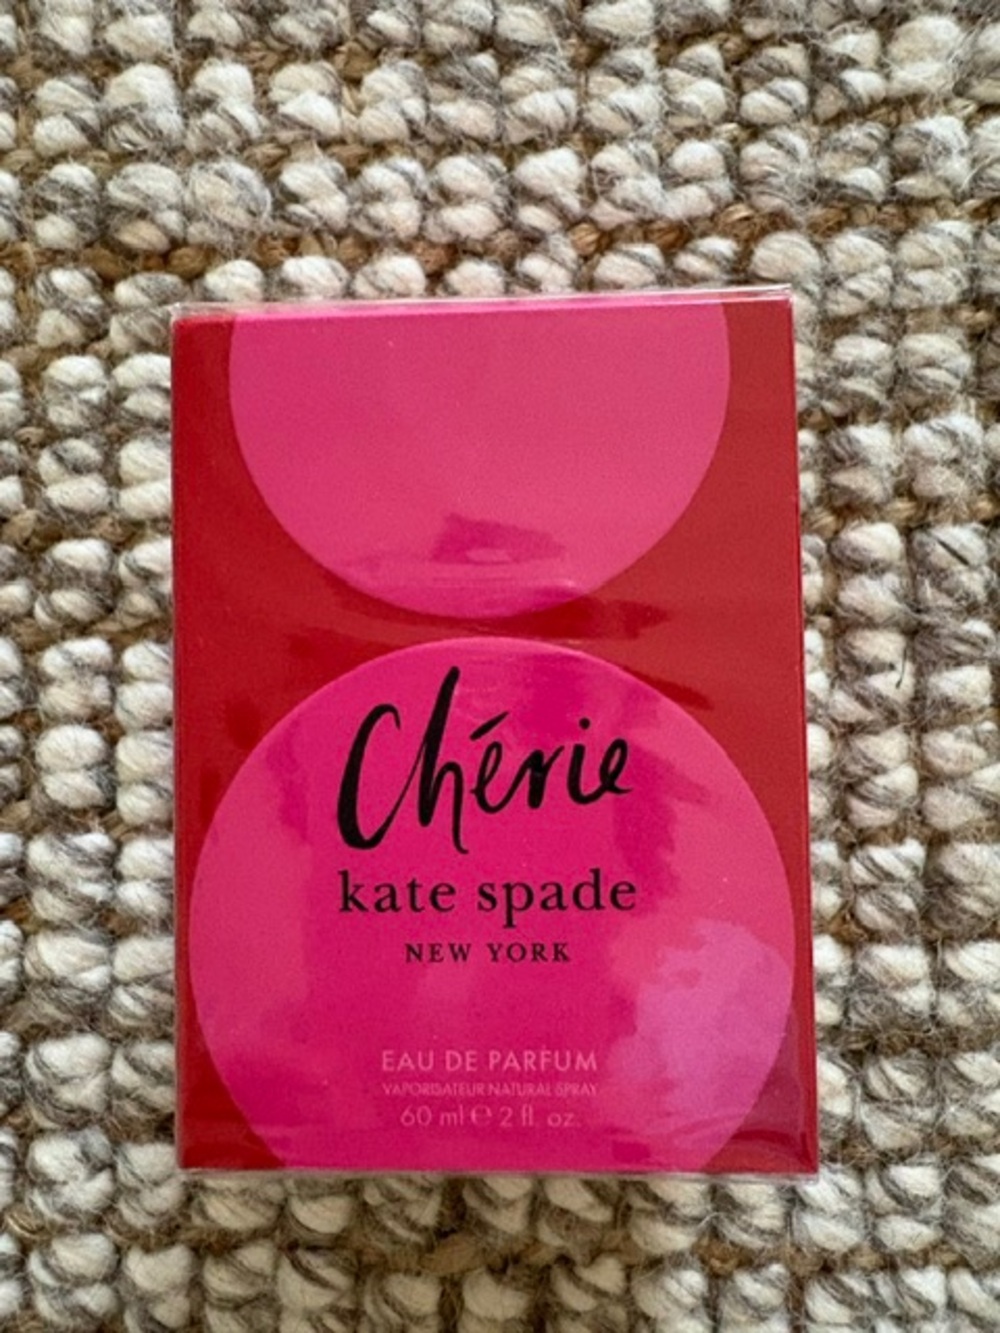 Chérie
kate spade
NEW YORK
EAU DE PARFUM
VAPORISATEUR NATURAL SPRAY
60 ml ℮ 2 fl. oz.